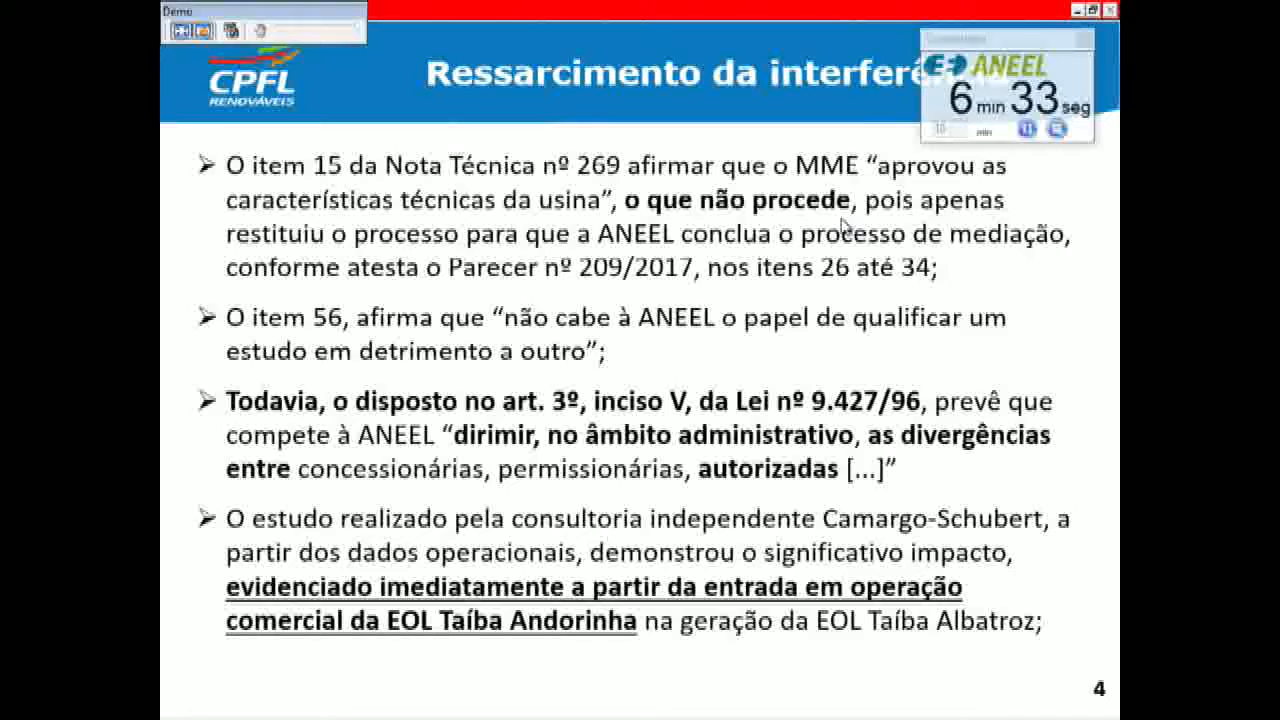 Demo
CPFL
RENOVÁVEIS
Ressarcimento da interferê
ANEEL
6 min 33 seg
10 min
O item 15 da Nota Técnica nº 269 afirmar que o MME “aprovou as
características técnicas da usina”, o que não procede, pois apenas
restituiu o processo para que a ANEEL conclua o processo de mediação,
conforme atesta o Parecer nº 209/2017, nos itens 26 até 34;
O item 56, afirma que “não cabe à ANEEL o papel de qualificar um
estudo em detrimento a outro”;
Todavia, o disposto no art. 3º, inciso V, da Lei nº 9.427/96, prevê que
compete à ANEEL “dirimir, no âmbito administrativo, as divergências
entre concessionárias, permissionárias, autorizadas [...]”
O estudo realizado pela consultoria independente Camargo-Schubert, a
partir dos dados operacionais, demonstrou o significativo impacto,
evidenciado imediatamente a partir da entrada em operação
comercial da EOL Taíba Andorinha na geração da EOL Taíba Albatroz;
4